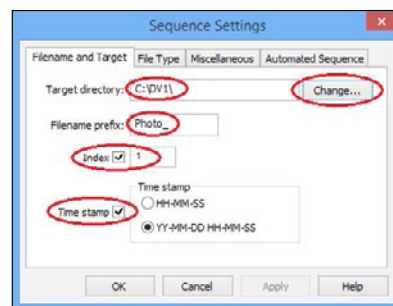 Sequence Settings
Filename and Target File Type Miscellaneous Automated Sequence
Target directory: C:\DV1\ Change...
Filename prefix: Photo_
Index 1
Time stamp
Time stamp HH-MM-SS
YY-MM-DD HH-MM-SS
OK Cancel Apply Help